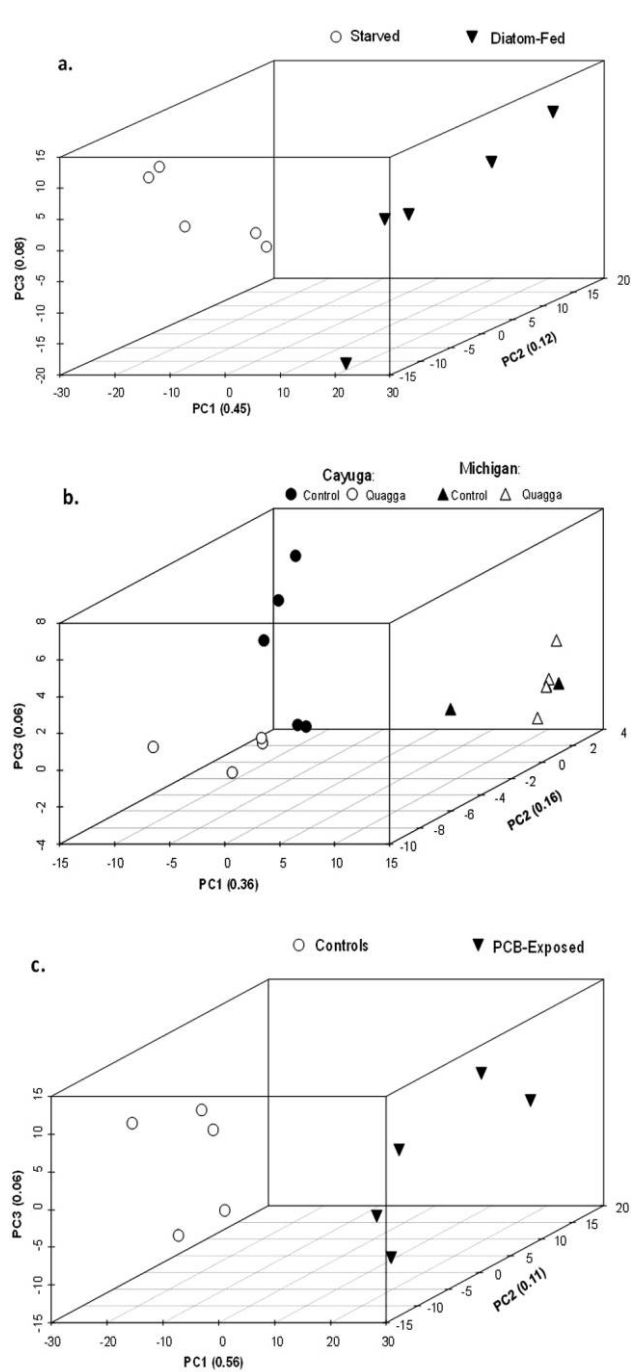 ○ Starved ▼ Diatom-Fed
a.
15
10
5
0
-5
-10
-15
-20
PC3 (0.08)
-30 -20 -10 0 10 20 30
PC1 (0.45)
-15 -10 -5 0 5 10 15 20
PC2 (0.12)
b.
Cayuga: Michigan:
● Control ○ Quagga ▲ Control △ Quagga
8
6
4
2
0
-2
-4
PC3 (0.06)
-15 -10 -5 0 5 10 15
PC1 (0.36)
-10 -8 -6 -4 -2 0 2 4
PC2 (0.16)
c.
○ Controls ▼ PCB-Exposed
15
10
5
0
-5
-10
-15
PC3 (0.06)
-30 -20 -10 0 10 20 30
PC1 (0.56)
-15 -10 -5 0 5 10 15 20
PC2 (0.11)